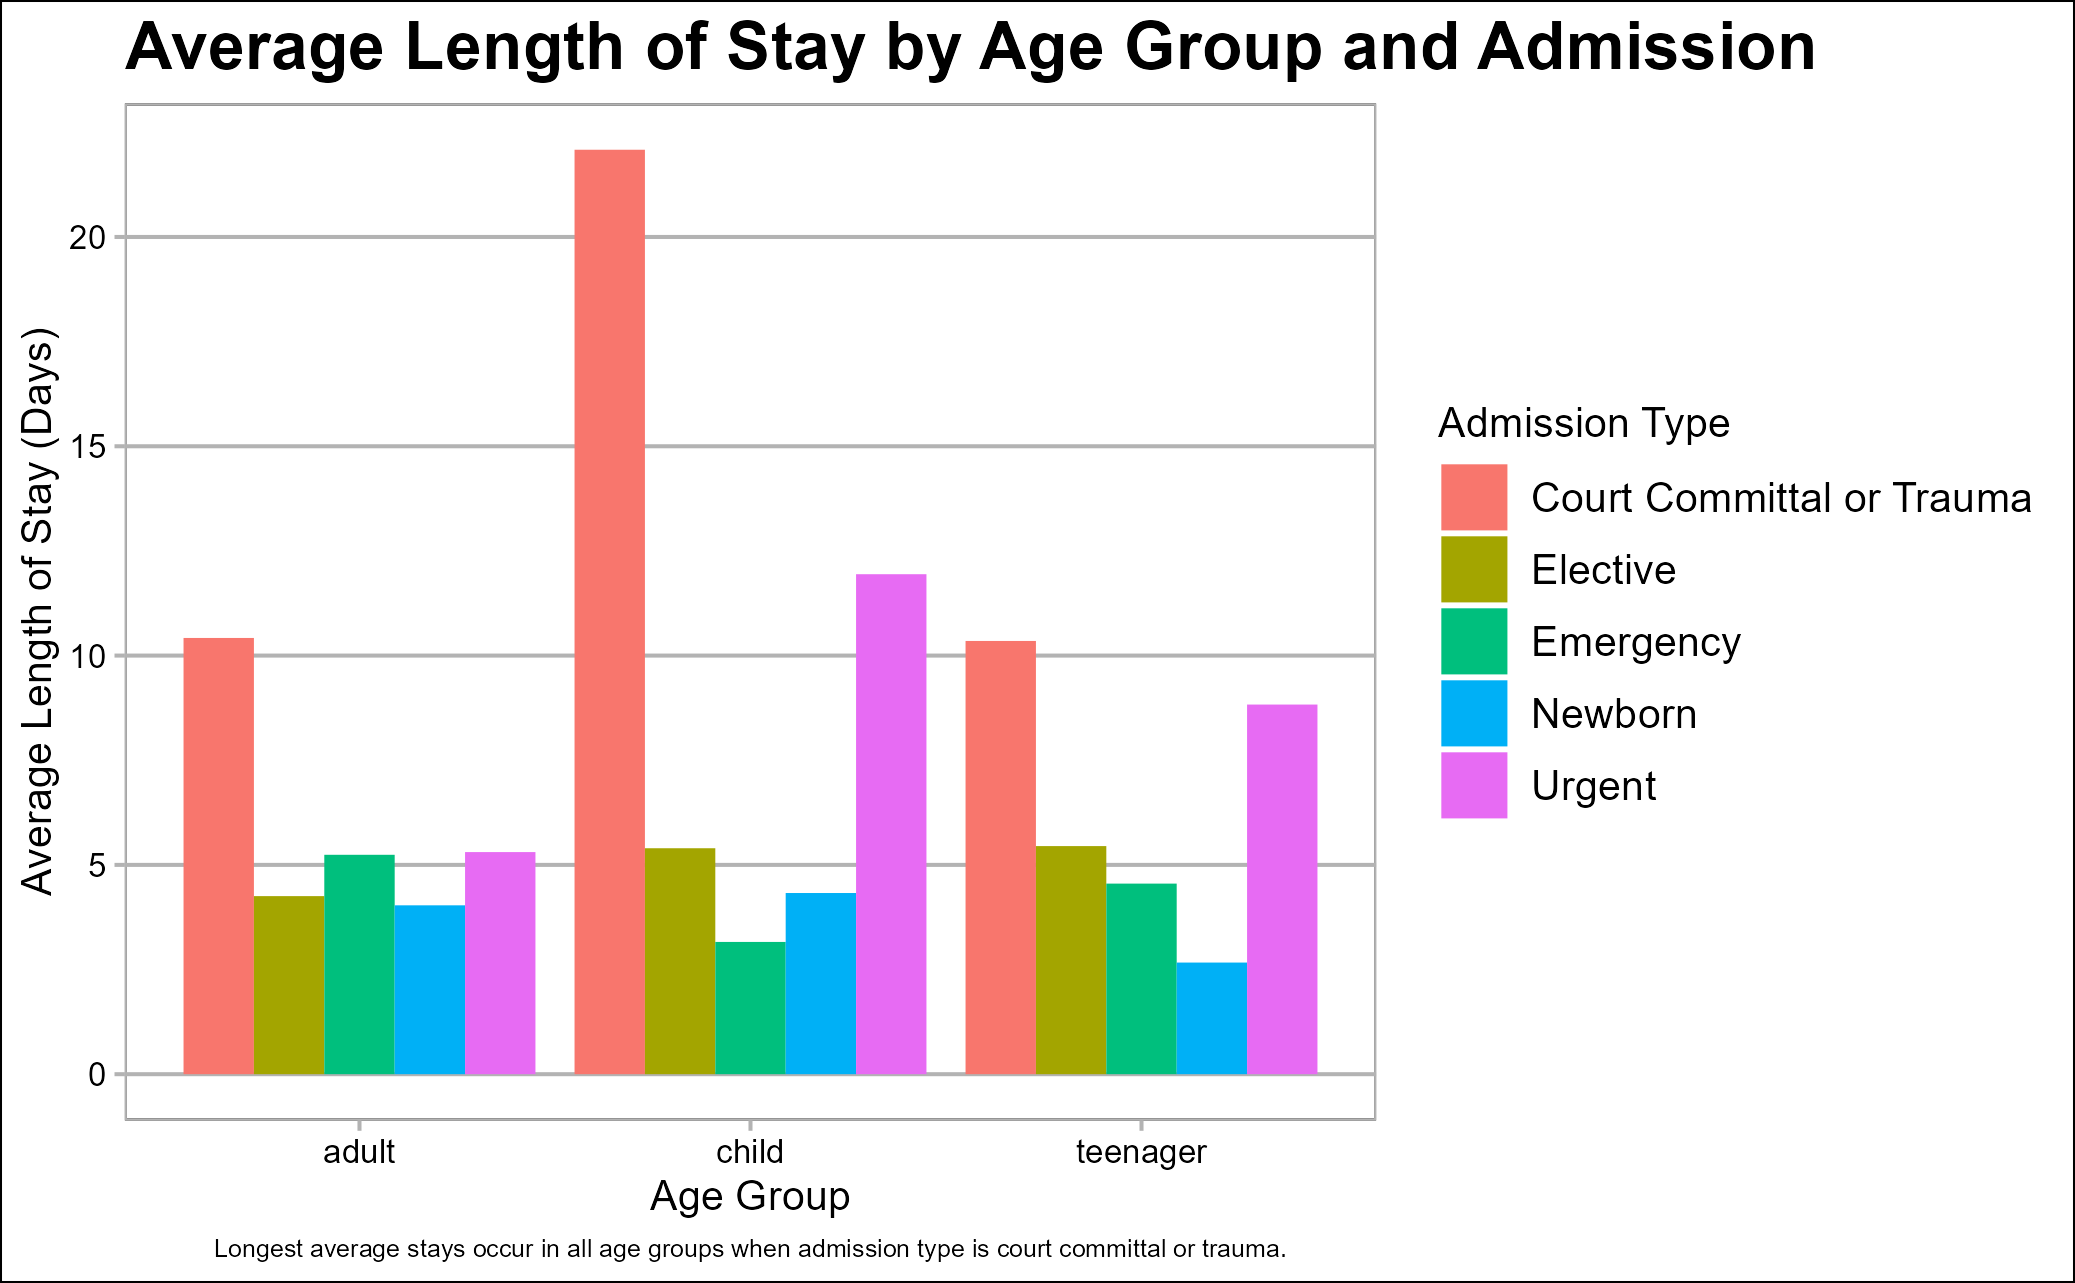 Average Length of Stay by Age Group and Admission
Average Length of Stay (Days)
20
15
10
5
0
adult child teenager
Age Group
Admission Type
Court Committal or Trauma
Elective
Emergency
Newborn
Urgent
Longest average stays occur in all age groups when admission type is court committal or trauma.